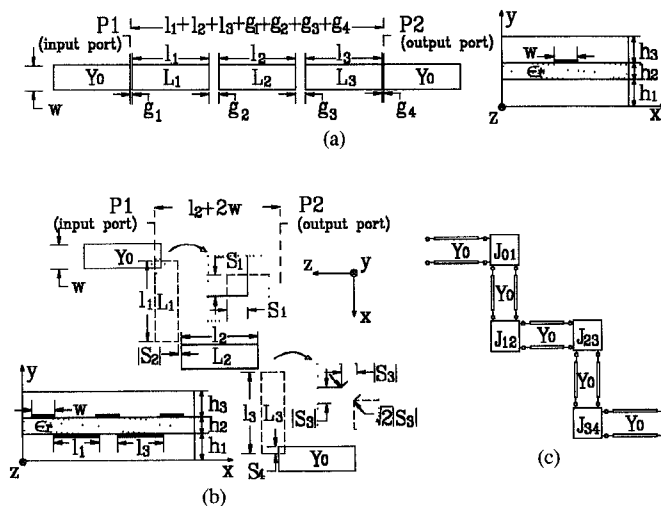 P1 l1+l2+l3+g1+g2+g3+g4 P2
(input port) l1 l2 l3 (output port)
Y0 L1 L2 L3 Y0
w
g1 g2 g3 g4
(a)
y
w
h3
ϵr h2
h1
z x
P1 l2+2w P2
(input port) (output port)
Y0
w
S1
S1
z y
x
l1 L1
l2
|S2| L2
|S3|
|S3|
√2|S3|
l3 L3
S4 Y0
y
w h3
ϵr h2
l1 l3 h1
z x
(b)
Y0 J01
Y0
J12 Y0 J23
Y0
J34 Y0
(c)